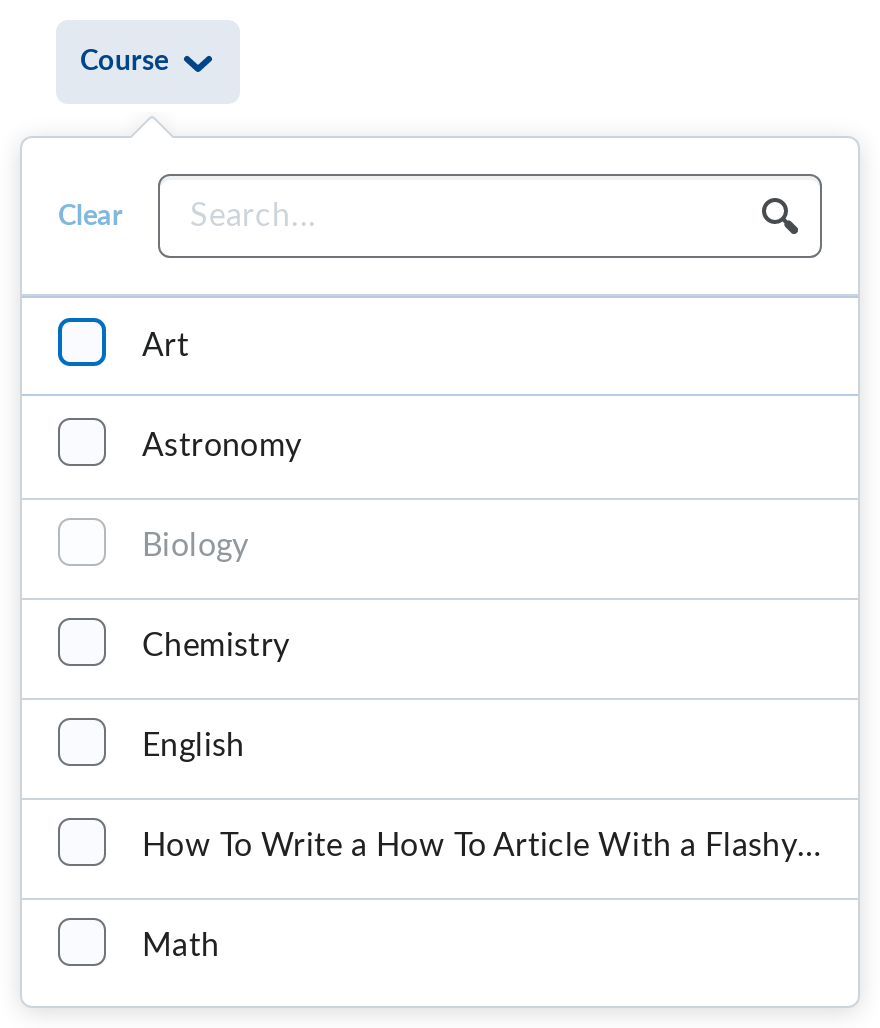 Course
Clear
Search...
Art
Astronomy
Biology
Chemistry
English
How To Write a How To Article With a Flashy...
Math